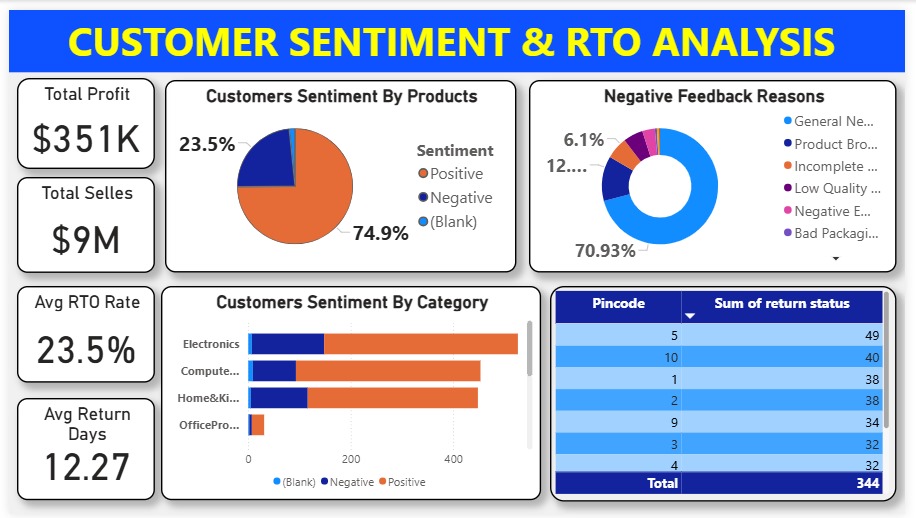 CUSTOMER SENTIMENT & RTO ANALYSIS
Total Profit
$351K
Total Selles
$9M
Customers Sentiment By Products
23.5%
74.9%
Sentiment
Positive
Negative
(Blank)
Negative Feedback Reasons
6.1%
12....
70.93%
General Ne...
Product Bro...
Incomplete ...
Low Quality ...
Negative E...
Bad Packagi...
Avg RTO Rate
23.5%
Avg Return
Days
12.27
Customers Sentiment By Category
Electronics
Compute...
Home&Ki...
OfficePro...
0 200 400
(Blank) Negative Positive
Pincode Sum of return status
5 49
10 40
1 38
2 38
9 34
3 32
4 32
Total 344